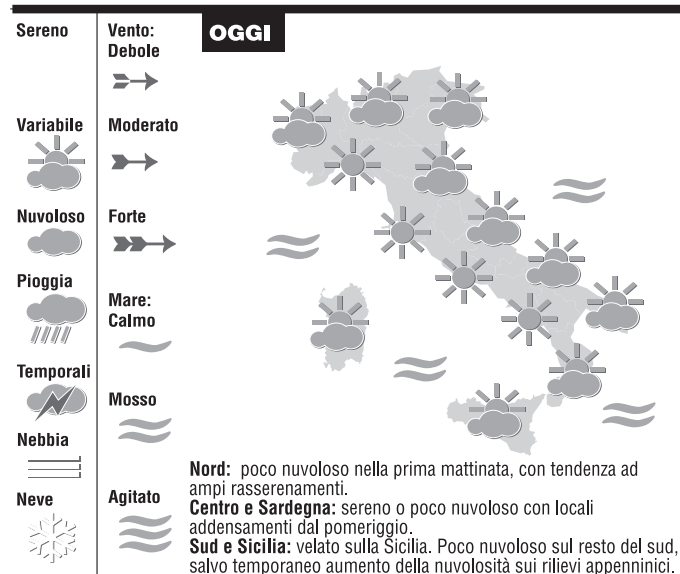 Sereno
Variabile
Nuvoloso
Pioggia
Temporali
Nebbia
Neve
Vento:
Debole
Moderato
Forte
Mare:
Calmo
Mosso
Agitato
OGGI
Nord: poco nuvoloso nella prima mattinata, con tendenza ad
ampi rasserenamenti.
Centro e Sardegna: sereno o poco nuvoloso con locali
addensamenti dal pomeriggio.
Sud e Sicilia: velato sulla Sicilia. Poco nuvoloso sul resto del sud,
salvo temporaneo aumento della nuvolosità sui rilievi appenninici.